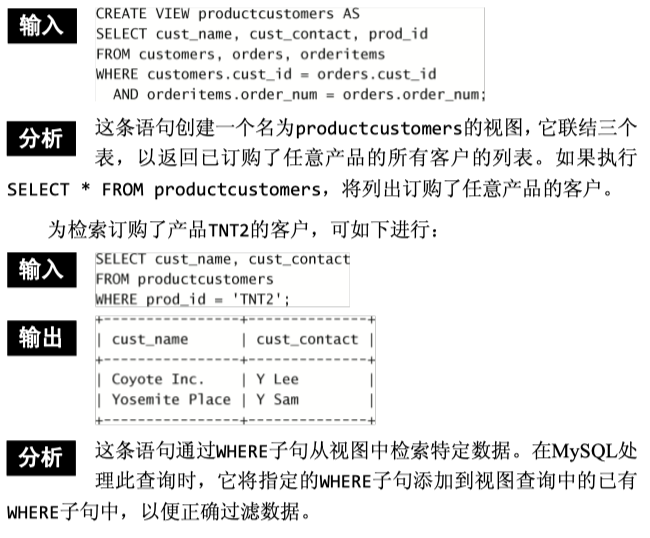 输入
CREATE VIEW productcustomers AS
SELECT cust_name, cust_contact, prod_id
FROM customers, orders, orderitems
WHERE customers.cust_id = orders.cust_id
AND orderitems.order_num = orders.order_num;
分析
这条语句创建一个名为productcustomers的视图，它联结三个
表，以返回已订购了任意产品的所有客户的列表。如果执行
SELECT * FROM productcustomers，将列出订购了任意产品的客户。
为检索订购了产品TNT2的客户，可如下进行：
输入
SELECT cust_name, cust_contact
FROM productcustomers
WHERE prod_id = 'TNT2';
输出
+----------------+--------------+
| cust_name | cust_contact |
+----------------+--------------+
| Coyote Inc. | Y Lee |
| Yosemite Place | Y Sam |
+----------------+--------------+
分析
这条语句通过WHERE子句从视图中检索特定数据。在MySQL处
理此查询时，它将指定的WHERE子句添加到视图查询中的已有
WHERE子句中，以便正确过滤数据。